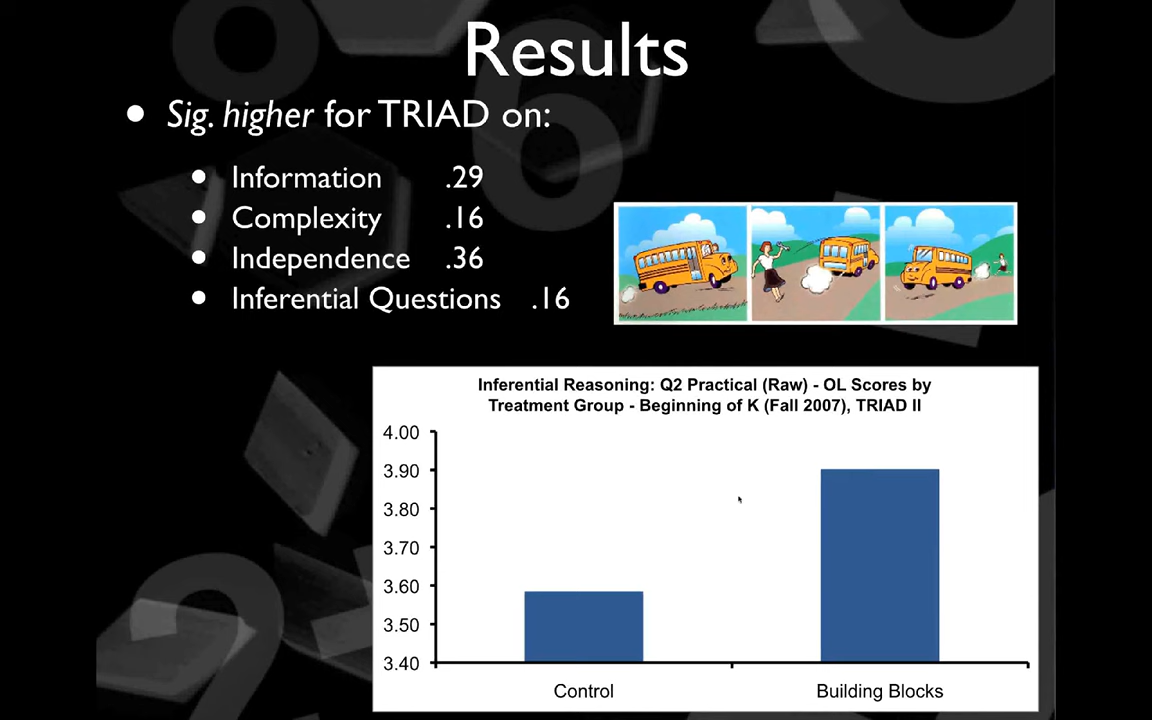 Results
• Sig. higher for TRIAD on:
• Information .29
• Complexity .16
• Independence .36
• Inferential Questions .16
Inferential Reasoning: Q2 Practical (Raw) - OL Scores by
Treatment Group - Beginning of K (Fall 2007), TRIAD II
4.00
3.90
3.80
3.70
3.60
3.50
3.40
Control Building Blocks